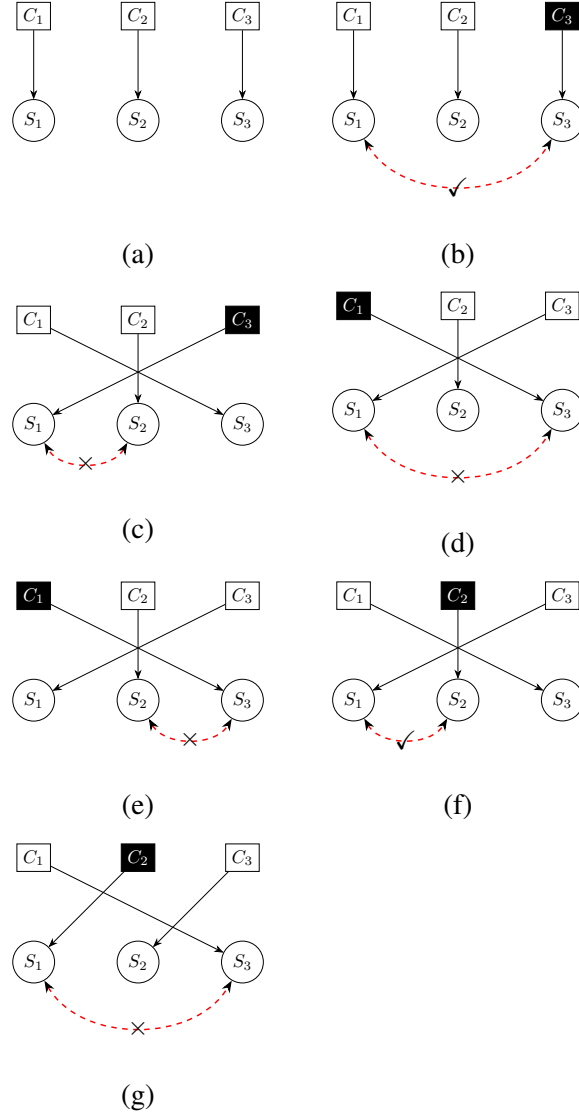 C₁ C₂ C₃ C₁ C₂ C₃
S₁ S₂ S₃ S₁ S₂ S₃
✓
(a) (b)
C₁ C₂ C₃ C₁ C₂ C₃
S₁ S₂ S₃ S₁ S₂ S₃
× ×
(c) (d)
C₁ C₂ C₃ C₁ C₂ C₃
S₁ S₂ S₃ S₁ S₂ S₃
× ✓
(e) (f)
C₁ C₂ C₃
S₁ S₂ S₃
×
(g)